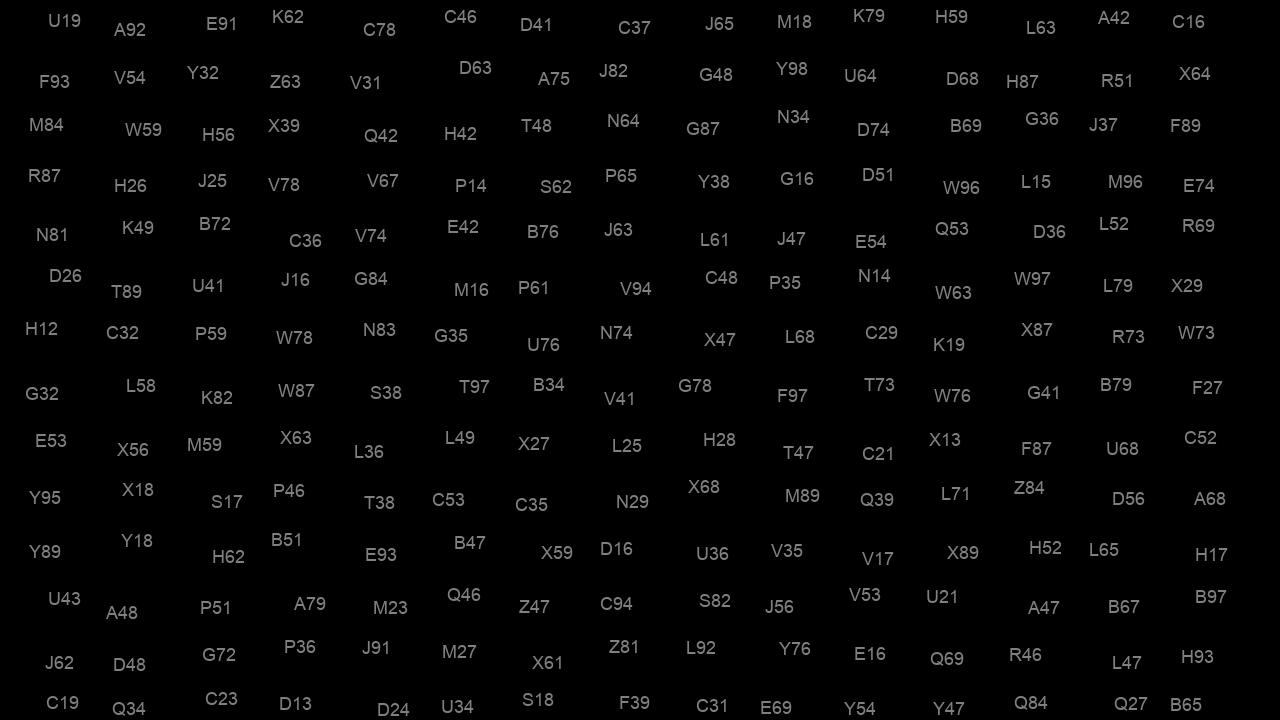 U19 A92 E91 K62 C78 C46 D41 C37 J65 M18 K79 H59 L63 A42 C16
F93 V54 Y32 Z63 V31 D63 A75 J82 G48 Y98 U64 D68 H87 R51 X64
M84 W59 H56 X39 Q42 H42 T48 N64 G87 N34 D74 B69 G36 J37 F89
R87 H26 J25 V78 V67 P14 S62 P65 Y38 G16 D51 W96 L15 M96 E74
N81 K49 B72 C36 V74 E42 B76 J63 L61 J47 E54 Q53 D36 L52 R69
D26 T89 U41 J16 G84 M16 P61 V94 C48 P35 N14 W63 W97 L79 X29
H12 C32 P59 W78 N83 G35 U76 N74 X47 L68 C29 K19 X87 R73 W73
G32 L58 K82 W87 S38 T97 B34 V41 G78 F97 T73 W76 G41 B79 F27
E53 X56 M59 X63 L36 L49 X27 L25 H28 T47 C21 X13 F87 U68 C52
Y95 X18 S17 P46 T38 C53 C35 N29 X68 M89 Q39 L71 Z84 D56 A68
Y89 Y18 H62 B51 E93 B47 X59 D16 U36 V35 V17 X89 H52 L65 H17
U43 A48 P51 A79 M23 Q46 Z47 C94 S82 J56 V53 U21 A47 B67 B97
J62 D48 G72 P36 J91 M27 X61 Z81 L92 Y76 E16 Q69 R46 L47 H93
C19 Q34 C23 D13 D24 U34 S18 F39 C31 E69 Y54 Y47 Q84 Q27 B65